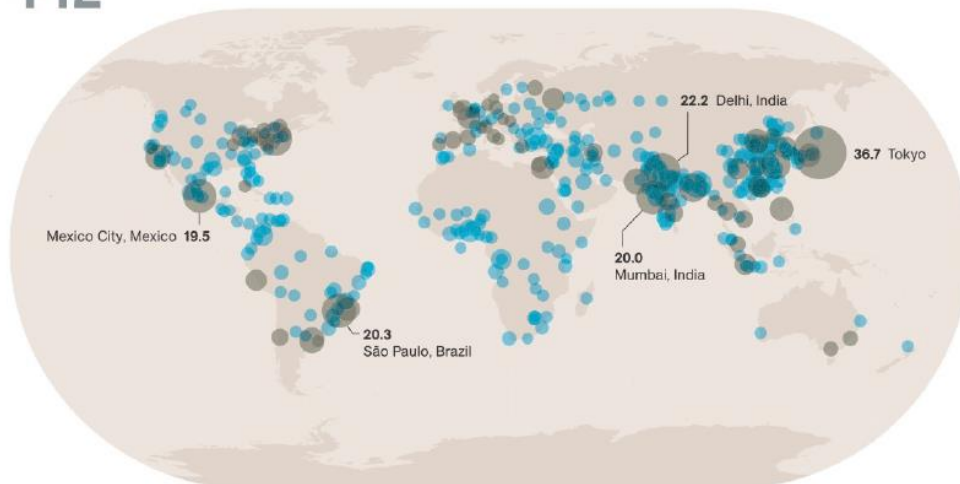 22.2 Delhi, India
36.7 Tokyo
Mexico City, Mexico 19.5
20.0
Mumbai, India
20.3
São Paulo, Brazil